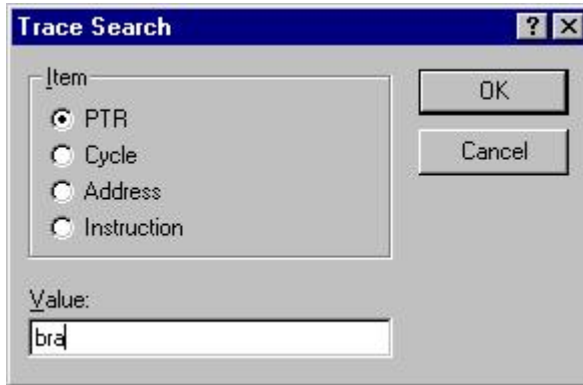 Trace Search ? ×
Item
PTR
Cycle
Address
Instruction
OK
Cancel
Value:
bra